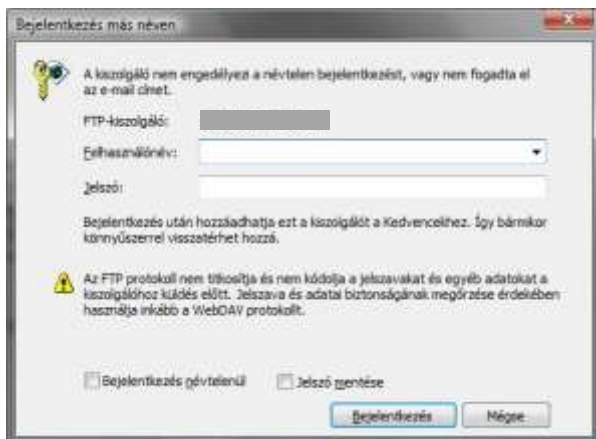 Bejelentkezés más néven
A kiszolgáló nem engedélyezi a névtelen bejelentkezést, vagy nem fogadta el
az e-mail címet.
FTP-kiszolgáló:
Felhasználónév:
Jelszó:
Bejelentkezés után hozzáadhatja ezt a kiszolgálót a Kedvencekhez. Így bármikor
könnyűszerrel visszatérhet hozzá.
Az FTP protokoll nem titkosítja és nem kódolja a jelszavakat és egyéb adatokat a
kiszolgálóhoz küldés előtt. Jelszava és adatai biztonságának megőrzése érdekében
használja inkább a WebDAV protokollt.
Bejelentkezés névtelenül Jelszó mentése
Bejelentkezés Mégse